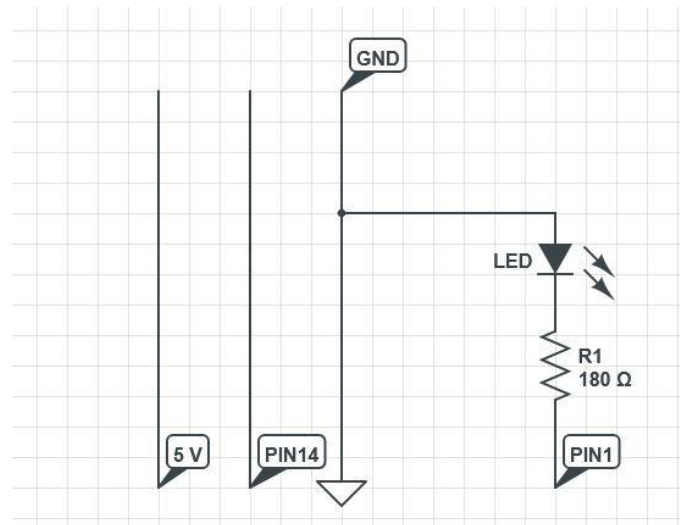 GND
LED
R1
180 Ω
5 V
PIN14
PIN1